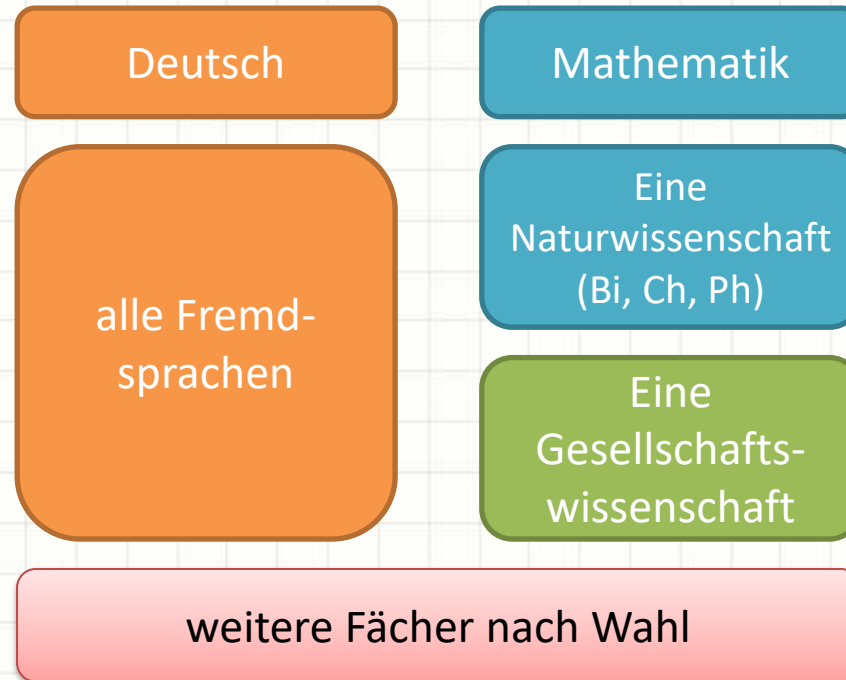 Deutsch
Mathematik
alle Fremd-
sprachen
Eine
Naturwissenschaft
(Bi, Ch, Ph)
Eine
Gesellschafts-
wissenschaft
weitere Fächer nach Wahl